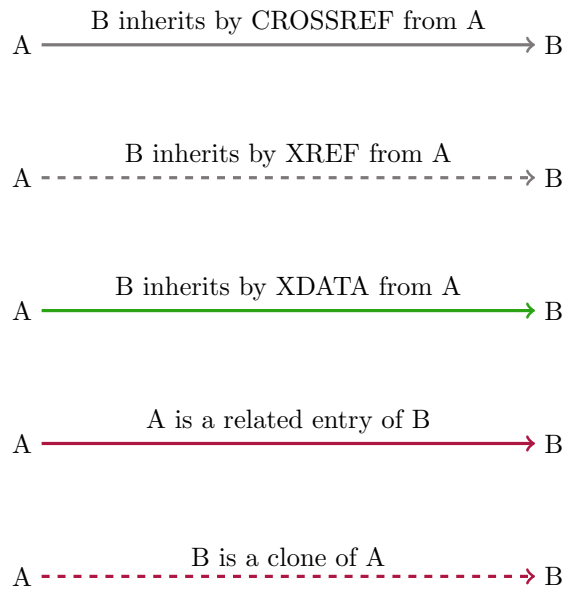 B inherits by CROSSREF from A
A B
B inherits by XREF from A
A B
B inherits by XDATA from A
A B
A is a related entry of B
A B
B is a clone of A
A B